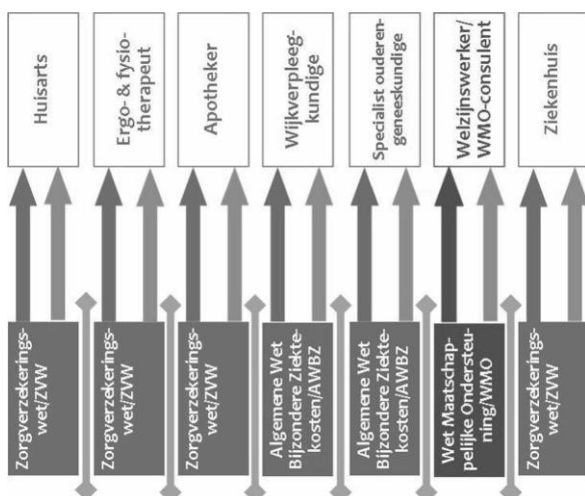 Huisarts
Ergo- & fysio-
therapeut
Apotheker
Wijkverpleeg-
kundige
Specialist ouderen-
geneeskundige
Welzijnswerker/
WMO-consulent
Ziekenhuis
Zorgverzekerings-
wet/ZVW
Zorgverzekerings-
wet/ZVW
Zorgverzekerings-
wet/ZVW
Algemene Wet
Bijzondere Ziekte-
kosten/AWBZ
Algemene Wet
Bijzondere Ziekte-
kosten/AWBZ
Wet Maatschap-
pelijke Ondersteu-
ning/WMO
Zorgverzekerings-
wet/ZVW